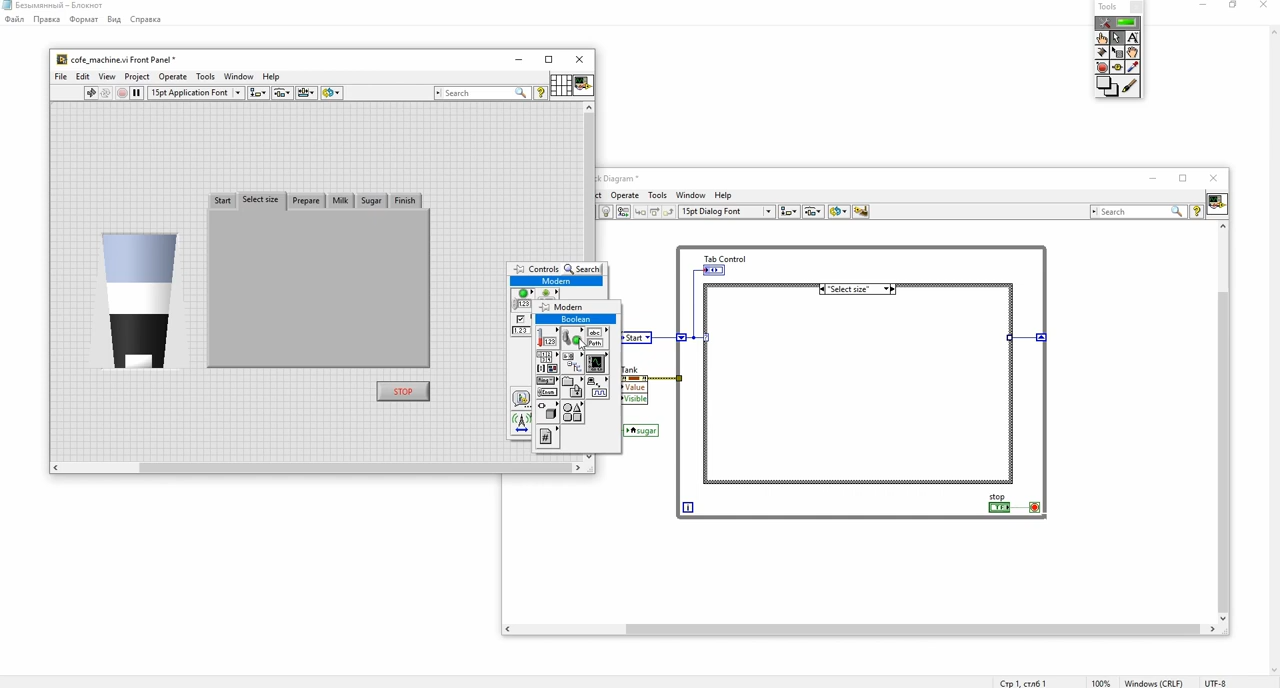 Безымянный – Блокнот
Файл Правка Формат Вид Справка
Tools
cofe_machine.vi Front Panel *
File Edit View Project Operate Tools Window Help
15pt Application Font
Search
Start Select size Prepare Milk Sugar Finish
STOP
Controls Search
Modern
Modern
Boolean
ck Diagram *
ct Operate Tools Window Help
15pt Dialog Font
Search
Tab Control
"Select size"
Start
Tank
Value
Visible
sugar
stop
TF
i
Стр 1, стлб 1 100% Windows (CRLF) UTF-8